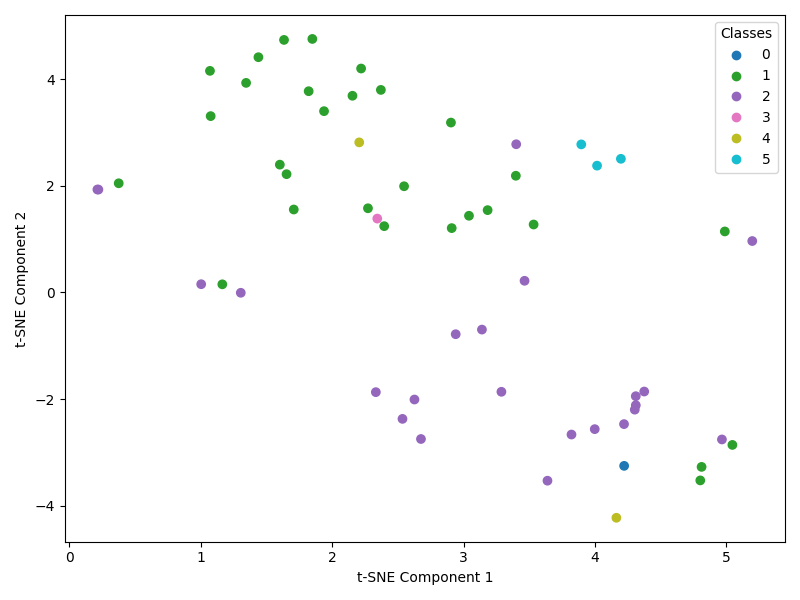 Classes
0
1
2
3
4
5
4
2
0
−2
−4
t-SNE Component 2
0 1 2 3 4 5
t-SNE Component 1